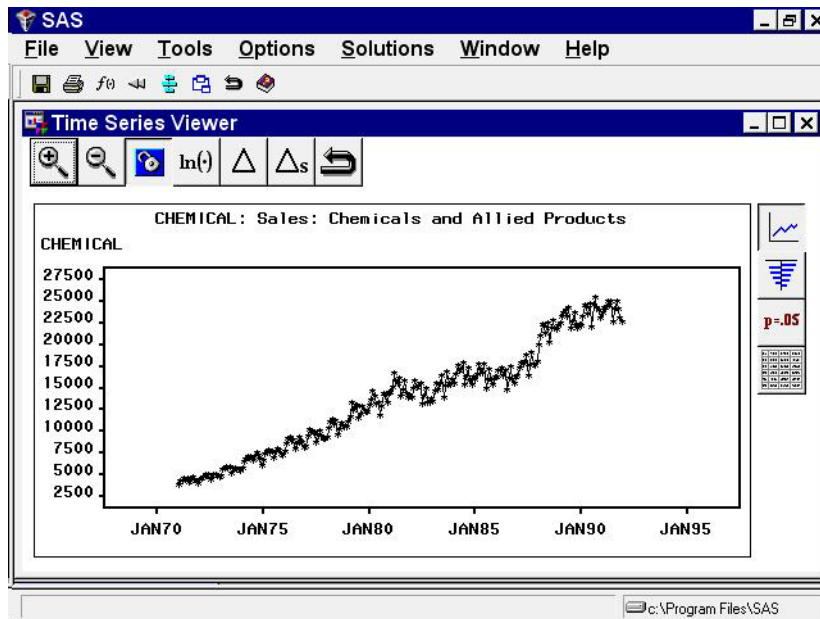 SAS
File View Tools Options Solutions Window Help
Time Series Viewer
ln(·) Δ Δs
CHEMICAL: Sales: Chemicals and Allied Products
CHEMICAL
27500
25000
22500
20000
17500
15000
12500
10000
7500
5000
2500
JAN70 JAN75 JAN80 JAN85 JAN90 JAN95
p=.05
c:\Program Files\SAS